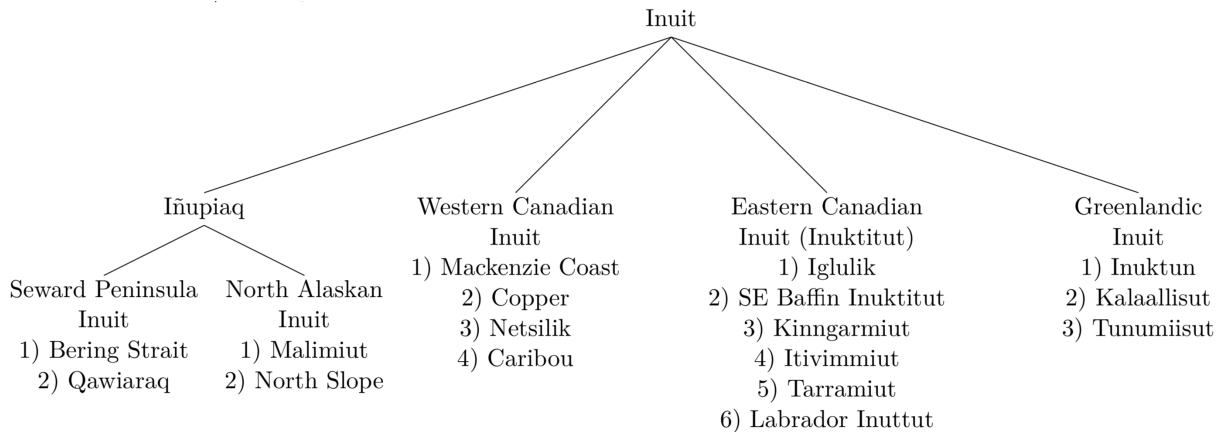 Inuit
Iñupiaq
Seward Peninsula
Inuit
1) Bering Strait
2) Qawiaraq
North Alaskan
Inuit
1) Malimiut
2) North Slope
Western Canadian
Inuit
1) Mackenzie Coast
2) Copper
3) Netsilik
4) Caribou
Eastern Canadian
Inuit (Inuktitut)
1) Iglulik
2) SE Baffin Inuktitut
3) Kinngarmiut
4) Itivimmiut
5) Tarramiut
6) Labrador Inuttut
Greenlandic
Inuit
1) Inuktun
2) Kalaallisut
3) Tunumiisut